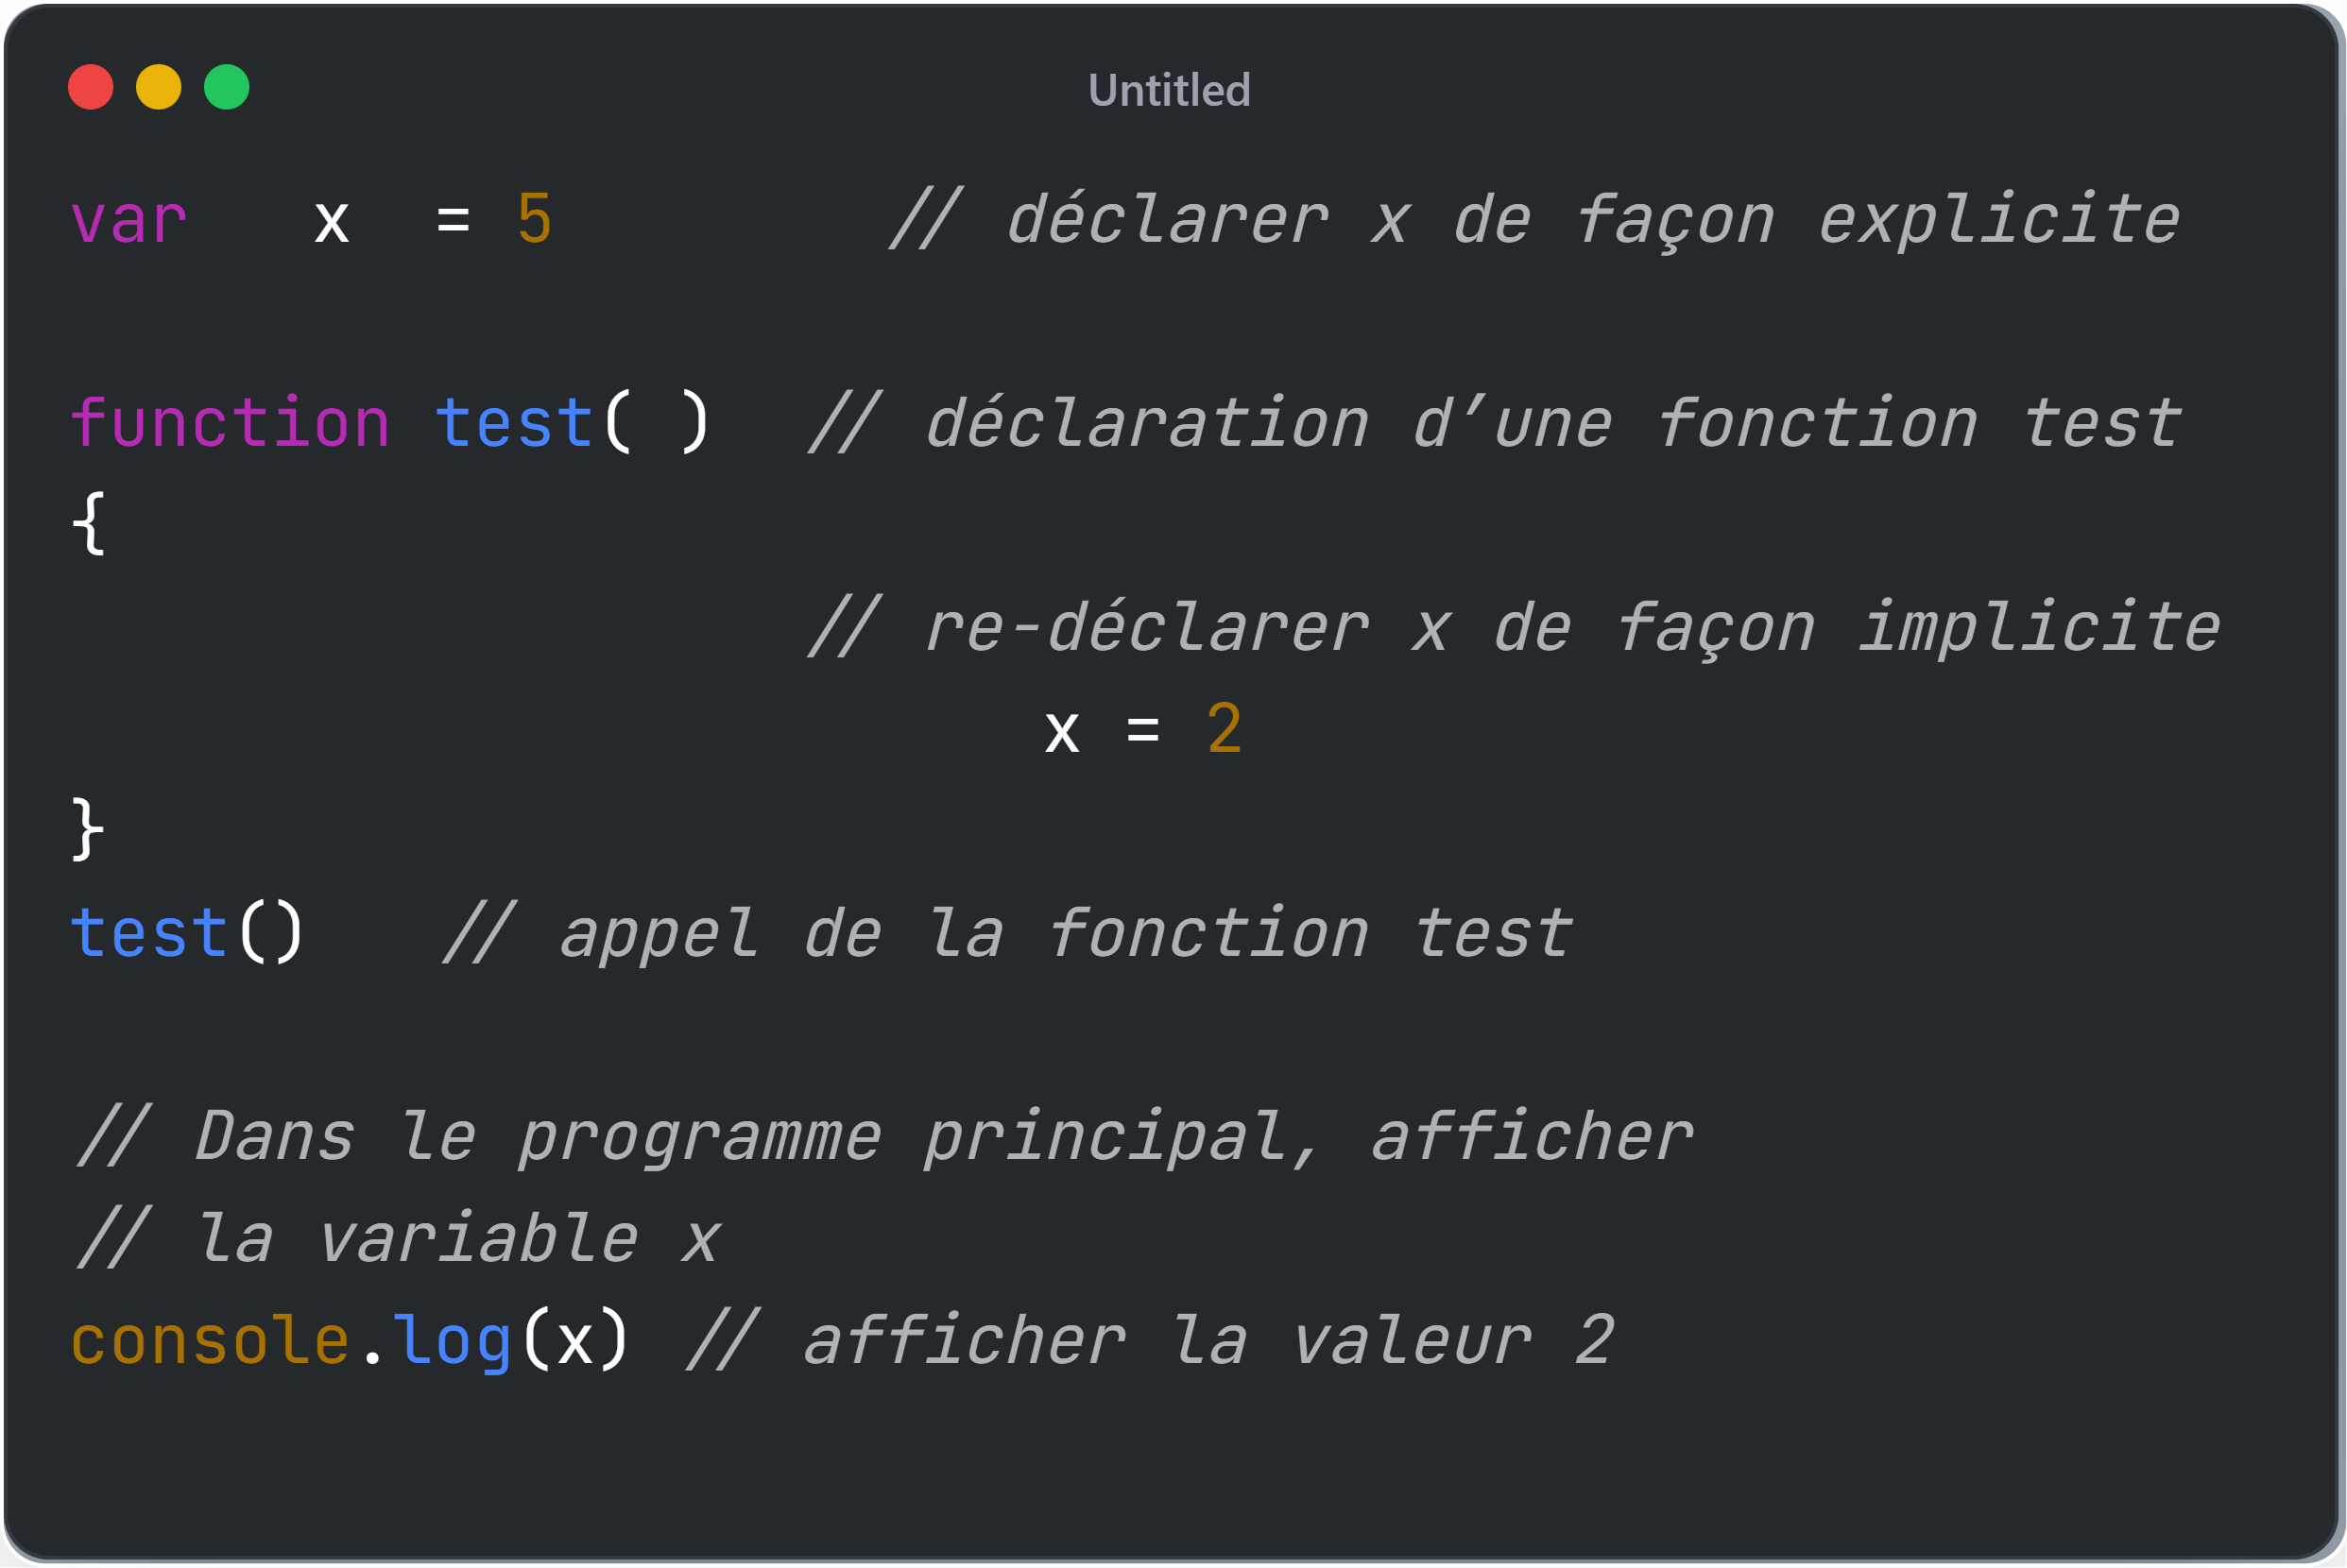 Untitled
var   x  = 5        // déclarer x de façon explicite
function test( )  // déclaration d’une fonction test
{
// re-déclarer x de façon implicite
x = 2
}
test()   // appel de la fonction test
// Dans le programme principal, afficher
// la variable x
console.log(x) // afficher la valeur 2